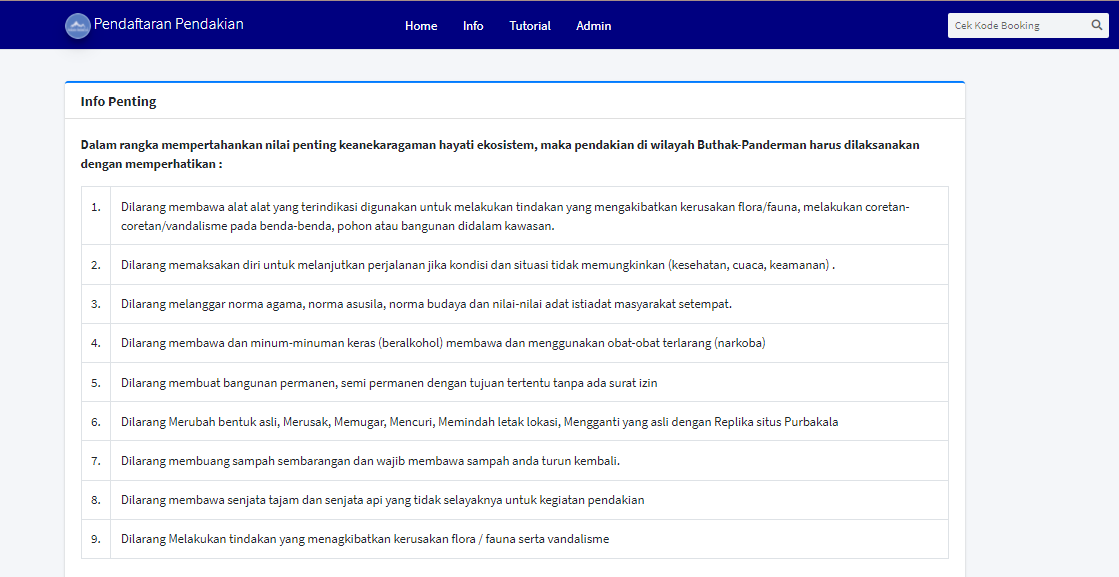 Pendaftaran Pendakian
Home Info Tutorial Admin
Cek Kode Booking
Info Penting
Dalam rangka mempertahankan nilai penting keanekaragaman hayati ekosistem, maka pendakian di wilayah Buthak-Panderman harus dilaksanakan
dengan memperhatikan :
1. Dilarang membawa alat alat yang terindikasi digunakan untuk melakukan tindakan yang mengakibatkan kerusakan flora/fauna, melakukan coretan-
coretan/vandalisme pada benda-benda, pohon atau bangunan didalam kawasan.
2. Dilarang memaksakan diri untuk melanjutkan perjalanan jika kondisi dan situasi tidak memungkinkan (kesehatan, cuaca, keamanan) .
3. Dilarang melanggar norma agama, norma asusila, norma budaya dan nilai-nilai adat istiadat masyarakat setempat.
4. Dilarang membawa dan minum-minuman keras (beralkohol) membawa dan menggunakan obat-obat terlarang (narkoba)
5. Dilarang membuat bangunan permanen, semi permanen dengan tujuan tertentu tanpa ada surat izin
6. Dilarang Merubah bentuk asli, Merusak, Memugar, Mencuri, Memindah letak lokasi, Mengganti yang asli dengan Replika situs Purbakala
7. Dilarang membuang sampah sembarangan dan wajib membawa sampah anda turun kembali.
8. Dilarang membawa senjata tajam dan senjata api yang tidak selayaknya untuk kegiatan pendakian
9. Dilarang Melakukan tindakan yang menagkibatkan kerusakan flora / fauna serta vandalisme